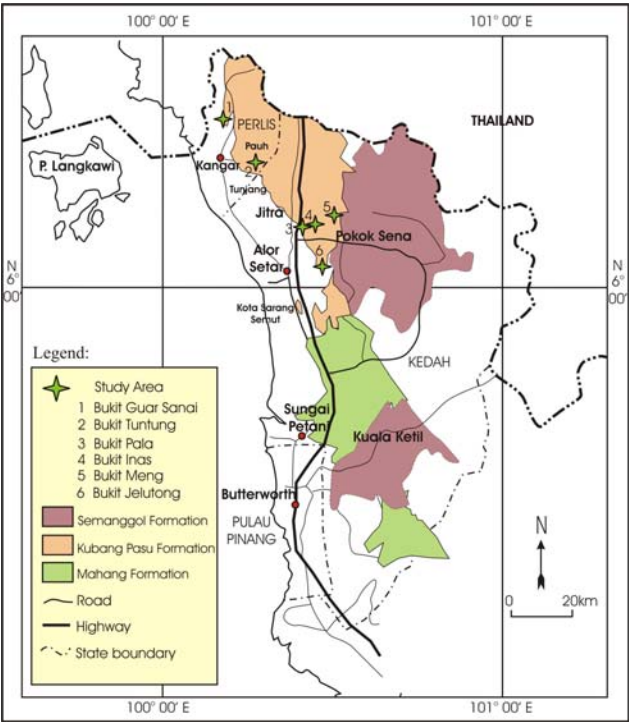 100° 00' E
101° 00' E
THAILAND
1
PERLIS
P. Langkawi
Pauh
Kangar
2
Tunjang
Jitra
3
4
5
Pokok Sena
Alor
Setar
6
N
6°
00'
N
6°
00'
Kota Sarang
Semut
KEDAH
Sungai
Petani
Kuala Ketil
Butterworth
PULAU
PINANG
Legend:
Study Area
1 Bukit Guar Sanai
2 Bukit Tuntung
3 Bukit Pala
4 Bukit Inas
5 Bukit Meng
6 Bukit Jelutong
Semanggol Formation
Kubang Pasu Formation
Mahang Formation
Road
Highway
State boundary
N
0 20km
100° 00' E
101° 00' E